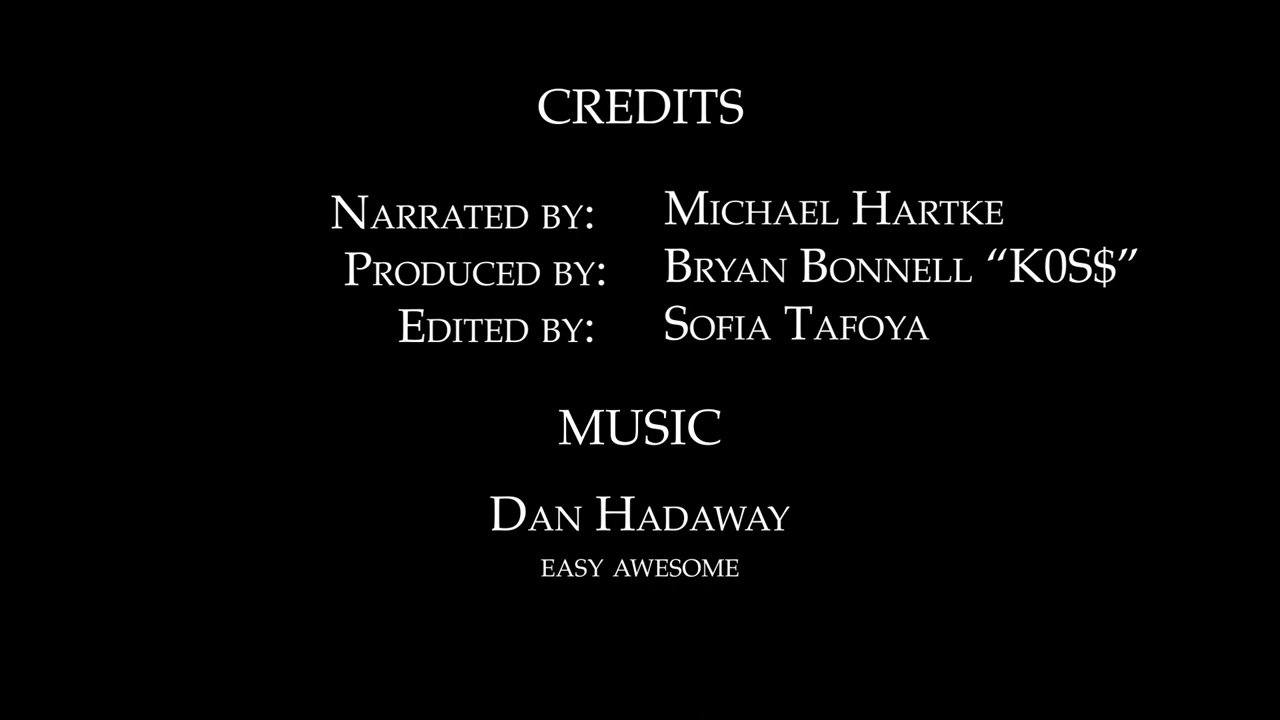 CREDITS
NARRATED BY: MICHAEL HARTKE
PRODUCED BY: BRYAN BONNELL “K0S$”
EDITED BY: SOFIA TAFOYA
MUSIC
DAN HADAWAY
EASY AWESOME